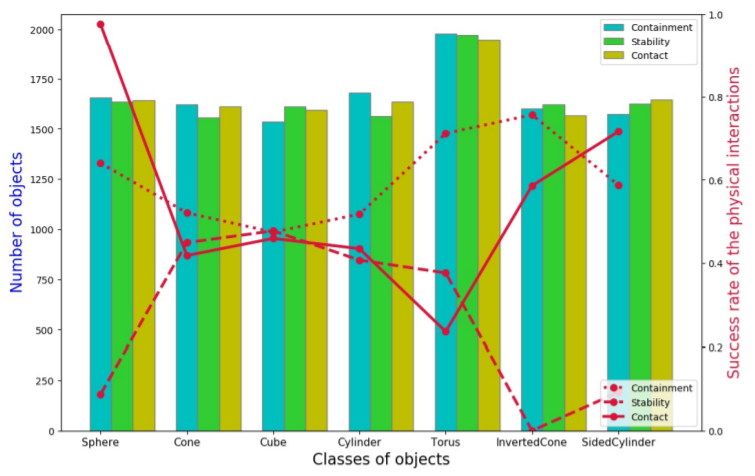 Containment
Stability
Contact
2000
1750
1500
1250
1000
750
500
250
0
1.0
0.8
0.6
0.4
0.2
0.0
Number of objects
Success rate of the physical interactions
Containment
Stability
Contact
Sphere Cone Cube Cylinder Torus InvertedCone SidedCylinder
Classes of objects